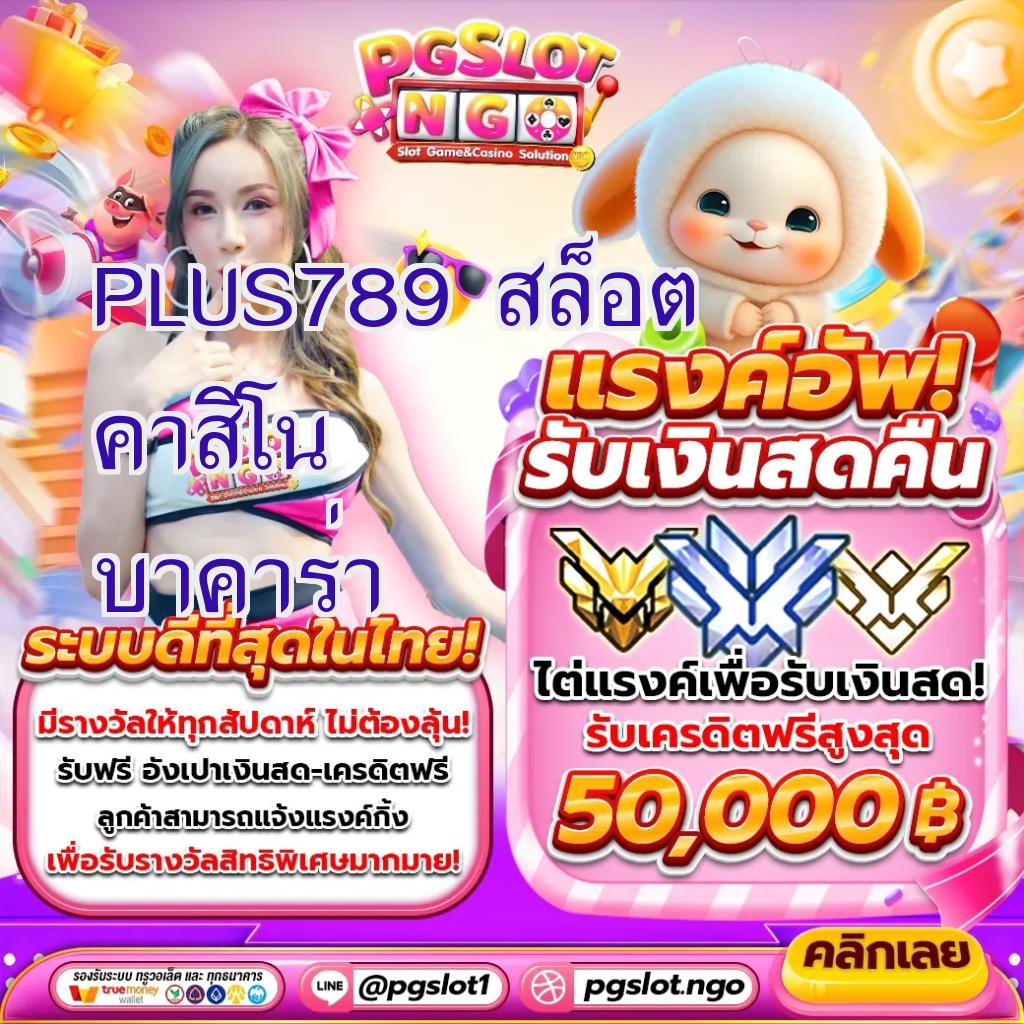 PGSLOT
NGO
Slot Game&Casino Solution
PLUS789 สล็อต
คาสิโน
บาคาร่า
แรงค์อัพ!
รับเงินสดคืน
ระบบดีที่สุดในไทย!
มีรางวัลให้ทุกสัปดาห์ ไม่ต้องลุ้น!
รับฟรี อังเปาเงินสด-เครดิตฟรี
ลูกค้าสามารถแจ้งแรงค์กิ้ง
เพื่อรับรางวัลสิทธิพิเศษมากมาย!
ไต่แรงค์เพื่อรับเงินสด!
รับเครดิตฟรีสูงสุด
50,000 ฿
คลิกเลย
รองรับระบบ ทรูวอเล็ต และ ทุกธนาคาร
truemoney
wallet
LINE @pgslot1
pgslot.ngo